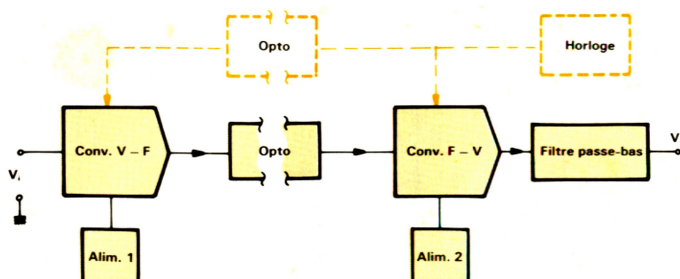 Opto
Horloge
V
Conv. V – F
Opto
Conv. F – V
Filtre passe-bas
Vi
Alim. 1
Alim. 2